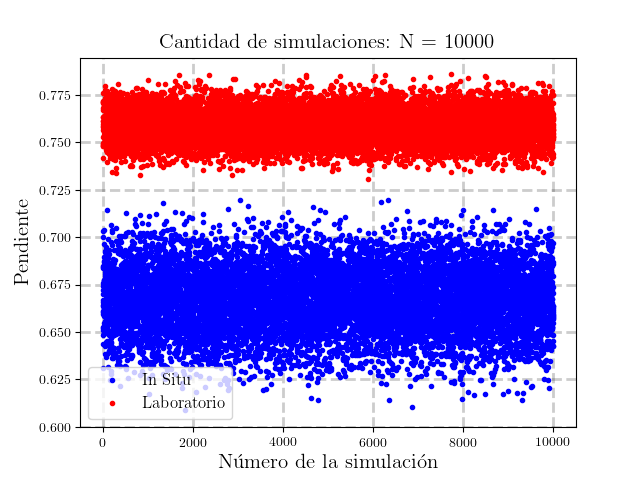 Cantidad de simulaciones: N = 10000
Pendiente
0.775
0.750
0.725
0.700
0.675
0.650
0.625
0.600
In Situ
Laboratorio
0
2000
4000
6000
8000
10000
Número de la simulación